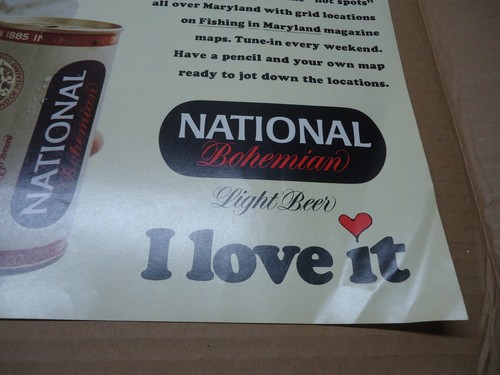 "hot spots"
all over Maryland with grid locations
on Fishing in Maryland magazine
maps. Tune-in every weekend.
Have a pencil and your own map
ready to jot down the locations.
1885
NATIONAL
Bohemian
NATIONAL
Bohemian
Light Beer
I love it